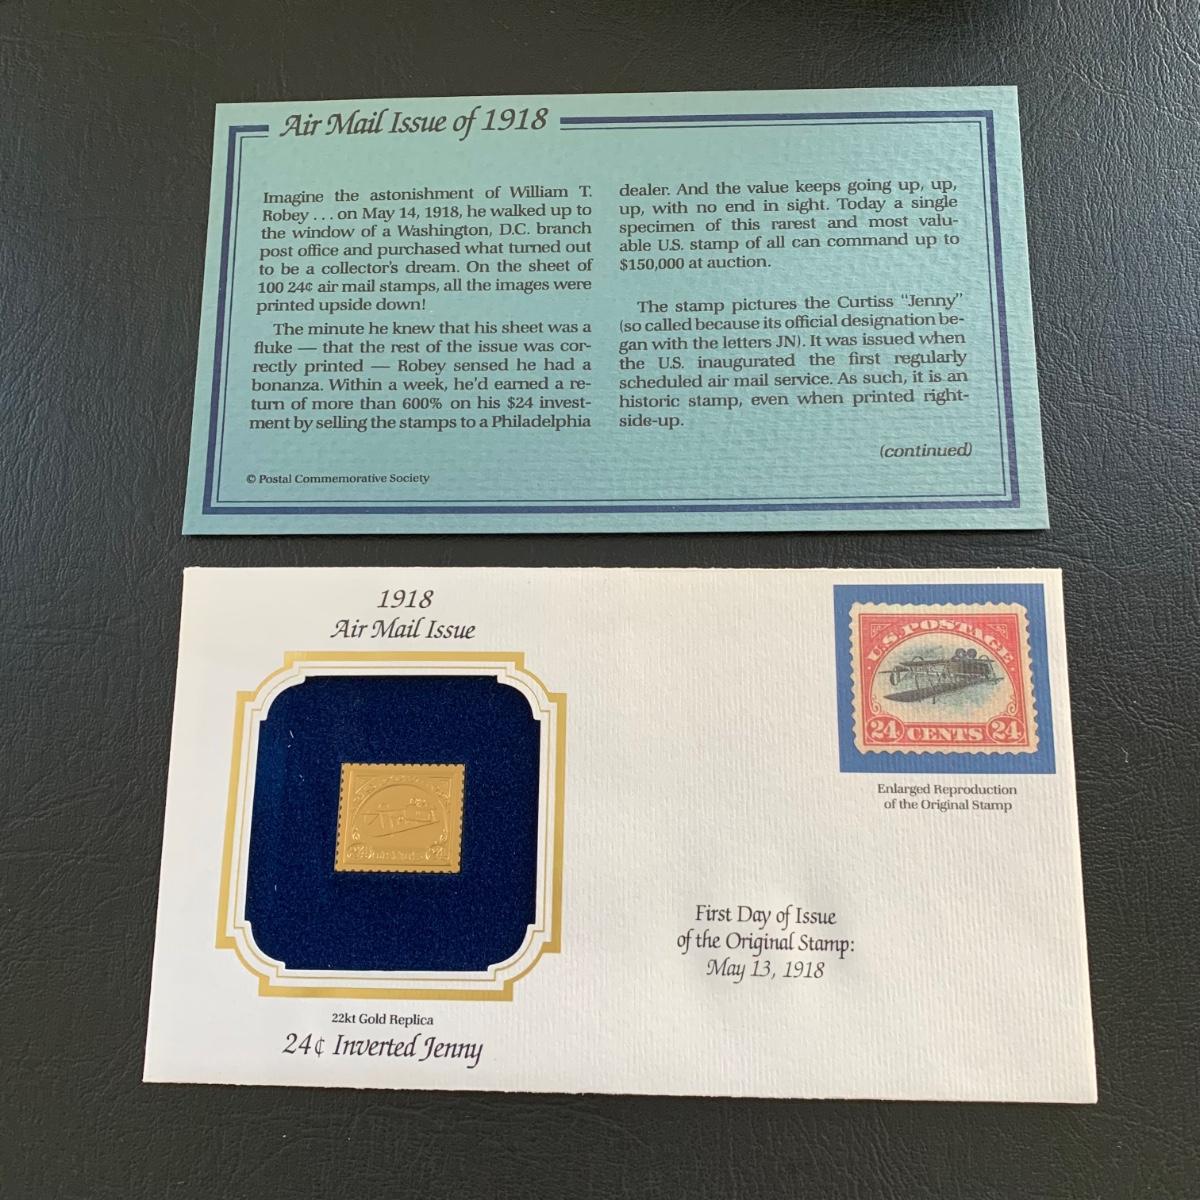 Air Mail Issue of 1918
Imagine the astonishment of William T.
Robey . . . on May 14, 1918, he walked up to
the window of a Washington, D.C. branch
post office and purchased what turned out
to be a collector's dream. On the sheet of
100 24¢ air mail stamps, all the images were
printed upside down!
The minute he knew that his sheet was a
fluke — that the rest of the issue was cor-
rectly printed — Robey sensed he had a
bonanza. Within a week, he'd earned a re-
turn of more than 600% on his $24 invest-
ment by selling the stamps to a Philadelphia
dealer. And the value keeps going up, up,
up, with no end in sight. Today a single
specimen of this rarest and most valu-
able U.S. stamp of all can command up to
$150,000 at auction.
The stamp pictures the Curtiss "Jenny"
(so called because its official designation be-
gan with the letters JN). It was issued when
the U.S. inaugurated the first regularly
scheduled air mail service. As such, it is an
historic stamp, even when printed right-
side-up.
(continued)
© Postal Commemorative Society
1918
Air Mail Issue
22kt Gold Replica
24¢ Inverted Jenny
U.S. POSTAGE
24 CENTS 24
Enlarged Reproduction
of the Original Stamp
First Day of Issue
of the Original Stamp:
May 13, 1918